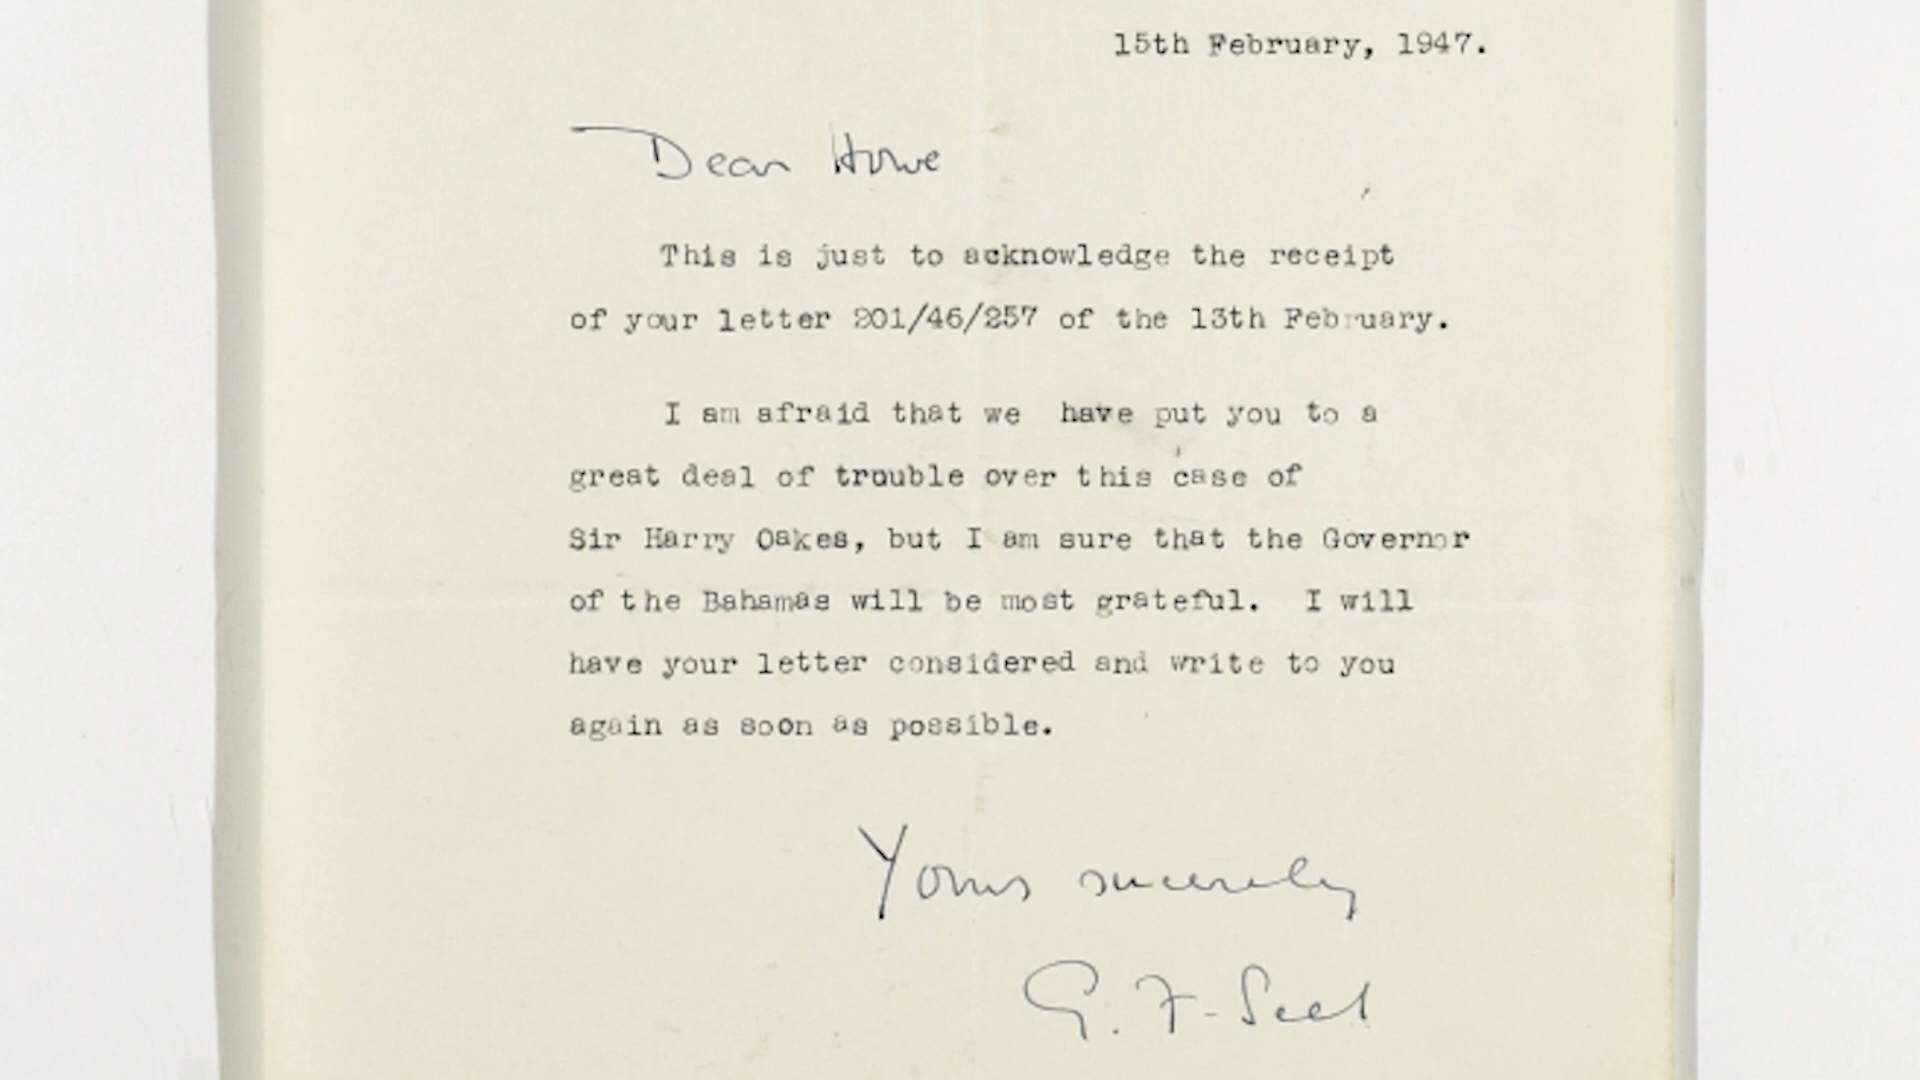 15th February, 1947.
Dear Howe
This is just to acknowledge the receipt
of your letter 201/46/257 of the 13th February.
I am afraid that we have put you to a
great deal of trouble over this case of
Sir Harry Oakes, but I am sure that the Governor
of the Bahamas will be most grateful. I will
have your letter considered and write to you
again as soon as possible.
Yours sincerely
G. F. Seel